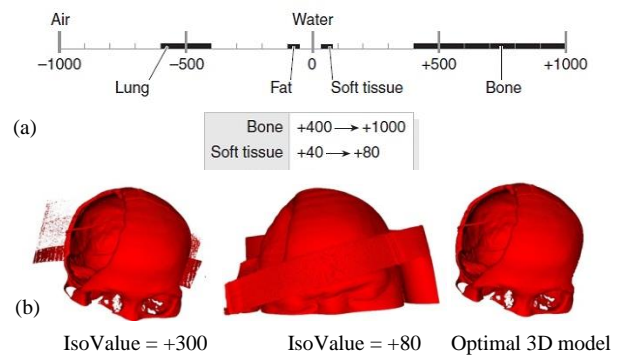 Air Water
−1000 −500 0 +500 +1000
Lung Fat Soft tissue Bone
(a)
Bone +400 → +1000
Soft tissue +40 → +80
(b)
IsoValue = +300 IsoValue = +80 Optimal 3D model